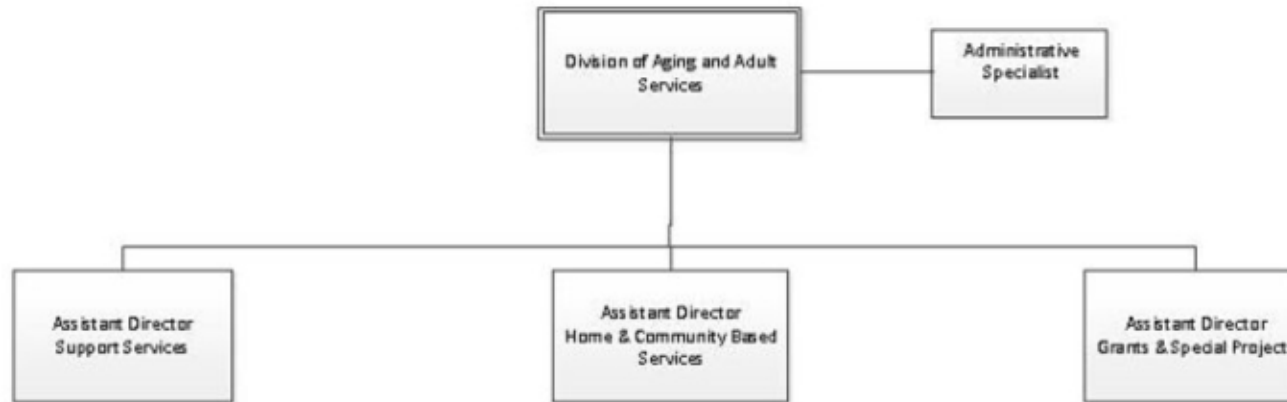 Division of Aging and Adult
Services
Administrative
Specialist
Assistant Director
Support Services
Assistant Director
Home & Community Based
Services
Assistant Director
Grants & Special Project